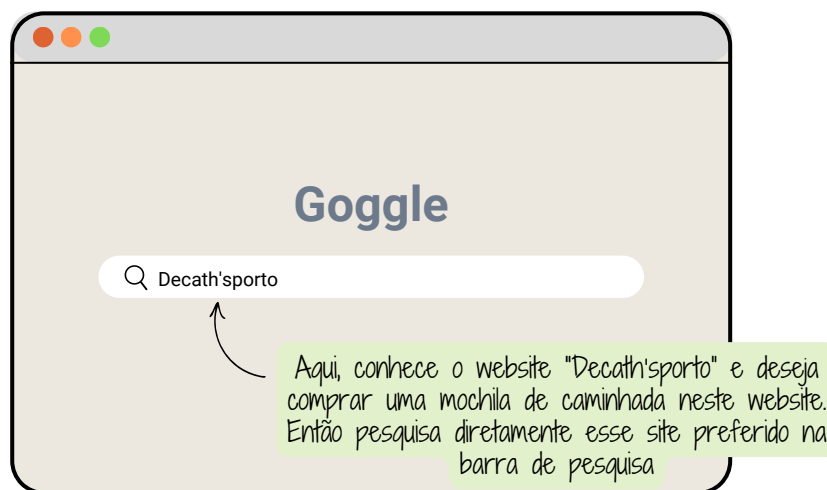 Goggle
Decath'sporto
Aqui, conhece o website "Decath'sporto" e deseja
comprar uma mochila de caminhada neste website.
Então pesquisa diretamente esse site preferido na
barra de pesquisa